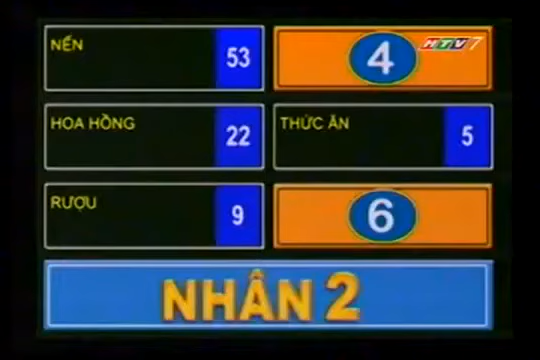 NẾN 53
4
HTV7
HOA HỒNG 22
THỨC ĂN 5
RƯỢU 9
6
NHÂN 2